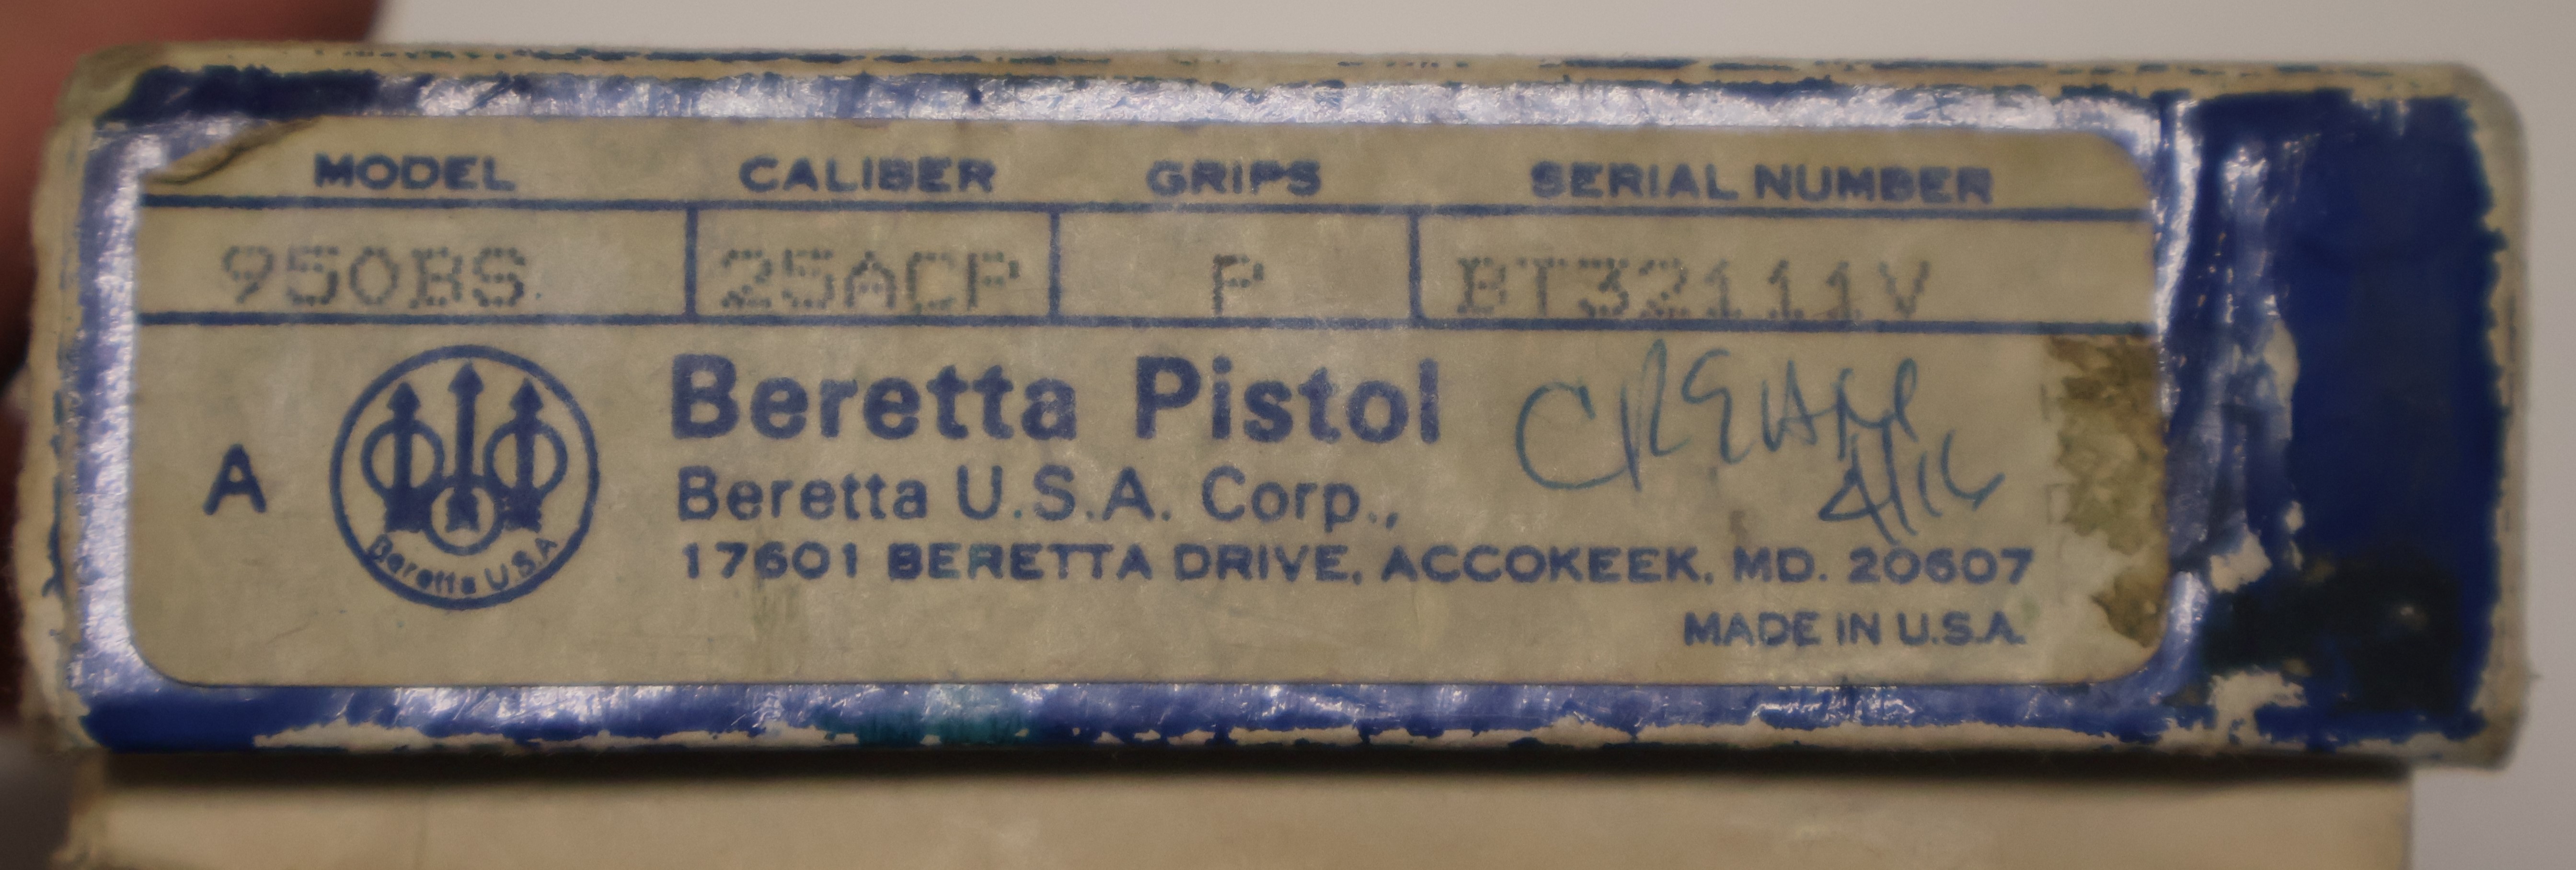 MODEL CALIBER GRIPS SERIAL NUMBER
950BS 25ACP P BT32111V
A
Beretta U.S.A
Beretta Pistol
Beretta U.S.A. Corp.,
17601 BERETTA DRIVE, ACCOKEEK, MD. 20607
MADE IN U.S.A.